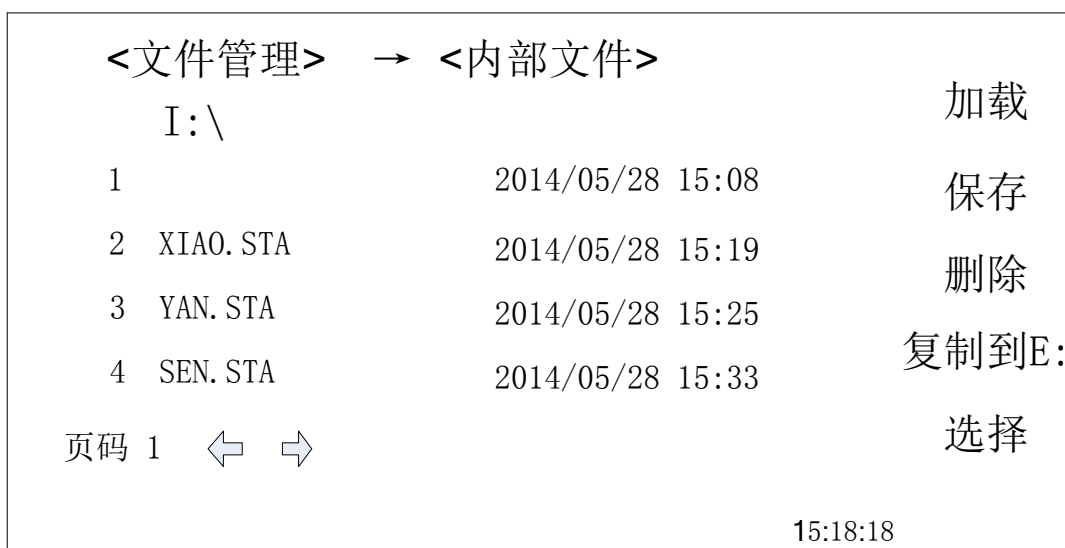 <文件管理> → <内部文件>
I:\
1 2014/05/28 15:08
2 XIAO.STA 2014/05/28 15:19
3 YAN.STA 2014/05/28 15:25
4 SEN.STA 2014/05/28 15:33
页码 1
加载
保存
删除
复制到E:
选择
15:18:18